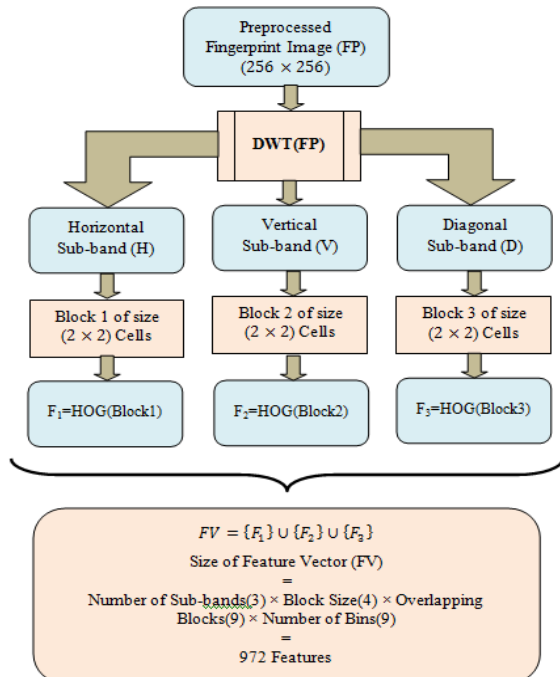 Preprocessed
Fingerprint Image (FP)
(256 × 256)
DWT(FP)
Horizontal
Sub-band (H)
Vertical
Sub-band (V)
Diagonal
Sub-band (D)
Block 1 of size
(2 × 2) Cells
Block 2 of size
(2 × 2) Cells
Block 3 of size
(2 × 2) Cells
F₁=HOG(Block1)
F₂=HOG(Block2)
F₃=HOG(Block3)
FV = {F₁} ∪ {F₂} ∪ {F₃}
Size of Feature Vector (FV)
=
Number of Sub-bands(3) × Block Size(4) × Overlapping
Blocks(9) × Number of Bins(9)
=
972 Features